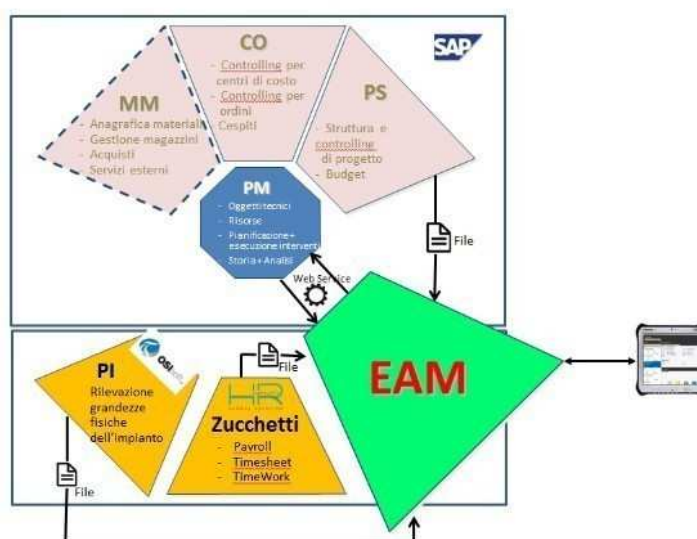 CO
- Controlling per
centri di costo
- Controlling per
ordini
Cespiti
SAP
MM
- Anagrafica materiali
- Gestione magazzini
- Acquisti
Servizi esterni
PS
- Struttura e
controlling
di progetto
- Budget
PM
- Oggetti tecnici
- Risorse
- Pianificazione +
esecuzione interventi
Storia + Analisi
File
Web Service
EAM
PI
Rilevazione
grandezze
fisiche
dell'impianto
OSI
File
HR
Zucchetti
- Payroll
- Timesheet
- TimeWork
File